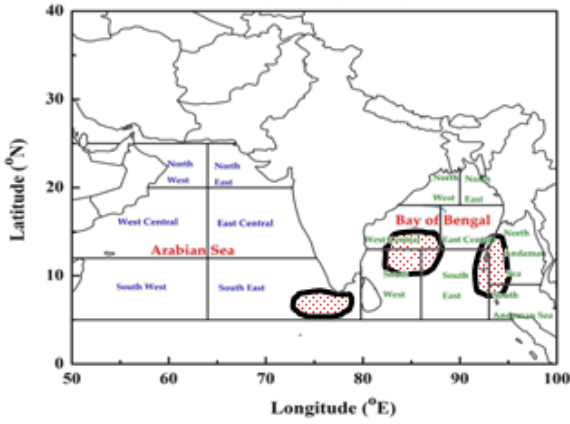 40
30
20
10
0
50 60 70 80 90 100
Latitude (°N)
Longitude (°E)
North
West
North
East
West Central
East Central
Arabian Sea
South West
South East
North
West
North
East
Bay of Bengal
West Central
East Central
South
West
South
East
North
Andaman
Sea
South
Andaman Sea